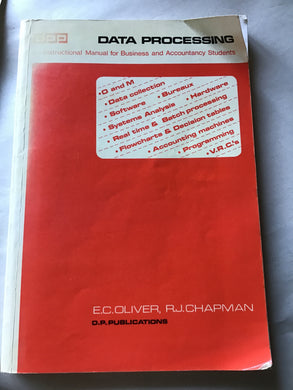 DATA PROCESSING
Instructional Manual for Business and Accountancy Students
• O and M
• Data collection
• Software • Bureaux
• Systems Analysis • Hardware
• Real time & Batch processing
• Flowcharts & Decision tables
• Accounting machines
• Programming
• V.R.C.'s
E.C.OLIVER, R.J.CHAPMAN
D.P.PUBLICATIONS